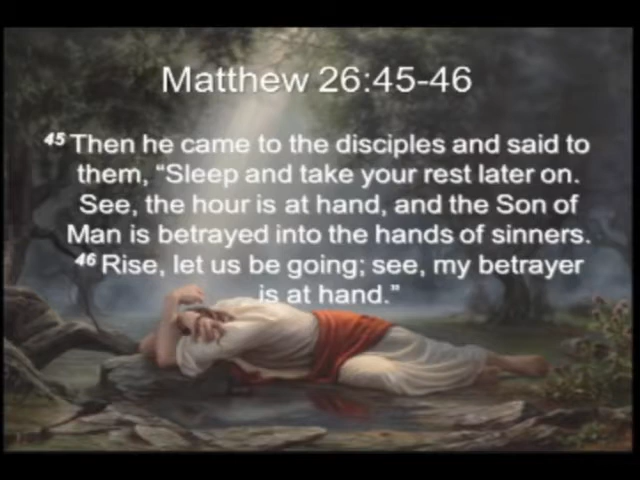 Matthew 26:45-46
45 Then he came to the disciples and said to
them, “Sleep and take your rest later on.
See, the hour is at hand, and the Son of
Man is betrayed into the hands of sinners.
46 Rise, let us be going; see, my betrayer
is at hand.”